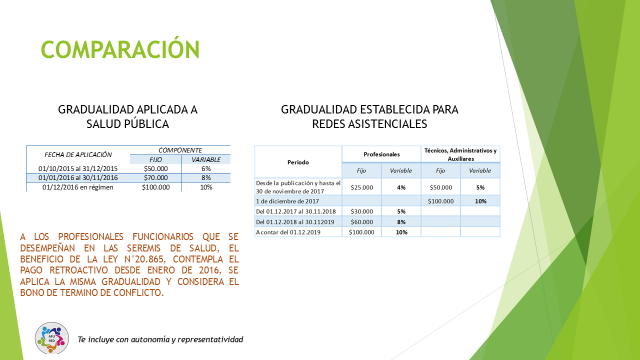 COMPARACIÓN
GRADUALIDAD APLICADA A
SALUD PÚBLICA
FECHA DE APLICACIÓN COMPONENTE
FIJO VARIABLE
01/10/2015 al 31/12/2015 $50.000 6%
01/01/2016 al 30/11/2016 $70.000 8%
01/12/2016 en régimen $100.000 10%
A LOS PROFESIONALES FUNCIONARIOS QUE SE
DESEMPEÑAN EN LAS SEREMIS DE SALUD, EL
BENEFICIO DE LA LEY N°20.865, CONTEMPLA EL
PAGO RETROACTIVO DESDE ENERO DE 2016, SE
APLICA LA MISMA GRADUALIDAD Y CONSIDERA EL
BONO DE TERMINO DE CONFLICTO.
GRADUALIDAD ESTABLECIDA PARA
REDES ASISTENCIALES
Periodo Profesionales Técnicos, Administrativos y
Auxiliares
Fijo Variable Fijo Variable
Desde la publicación y hasta el
30 de noviembre de 2017 $25.000 4% $50.000 5%
1 de diciembre de 2017 $100.000 10%
Del 01.12.2017 al 30.11.2018 $30.000 5%
Del 01.12.2018 al 30.112019 $60.000 8%
A contar del 01.12.2019 $100.000 10%
Te incluye con autonomía y representatividad